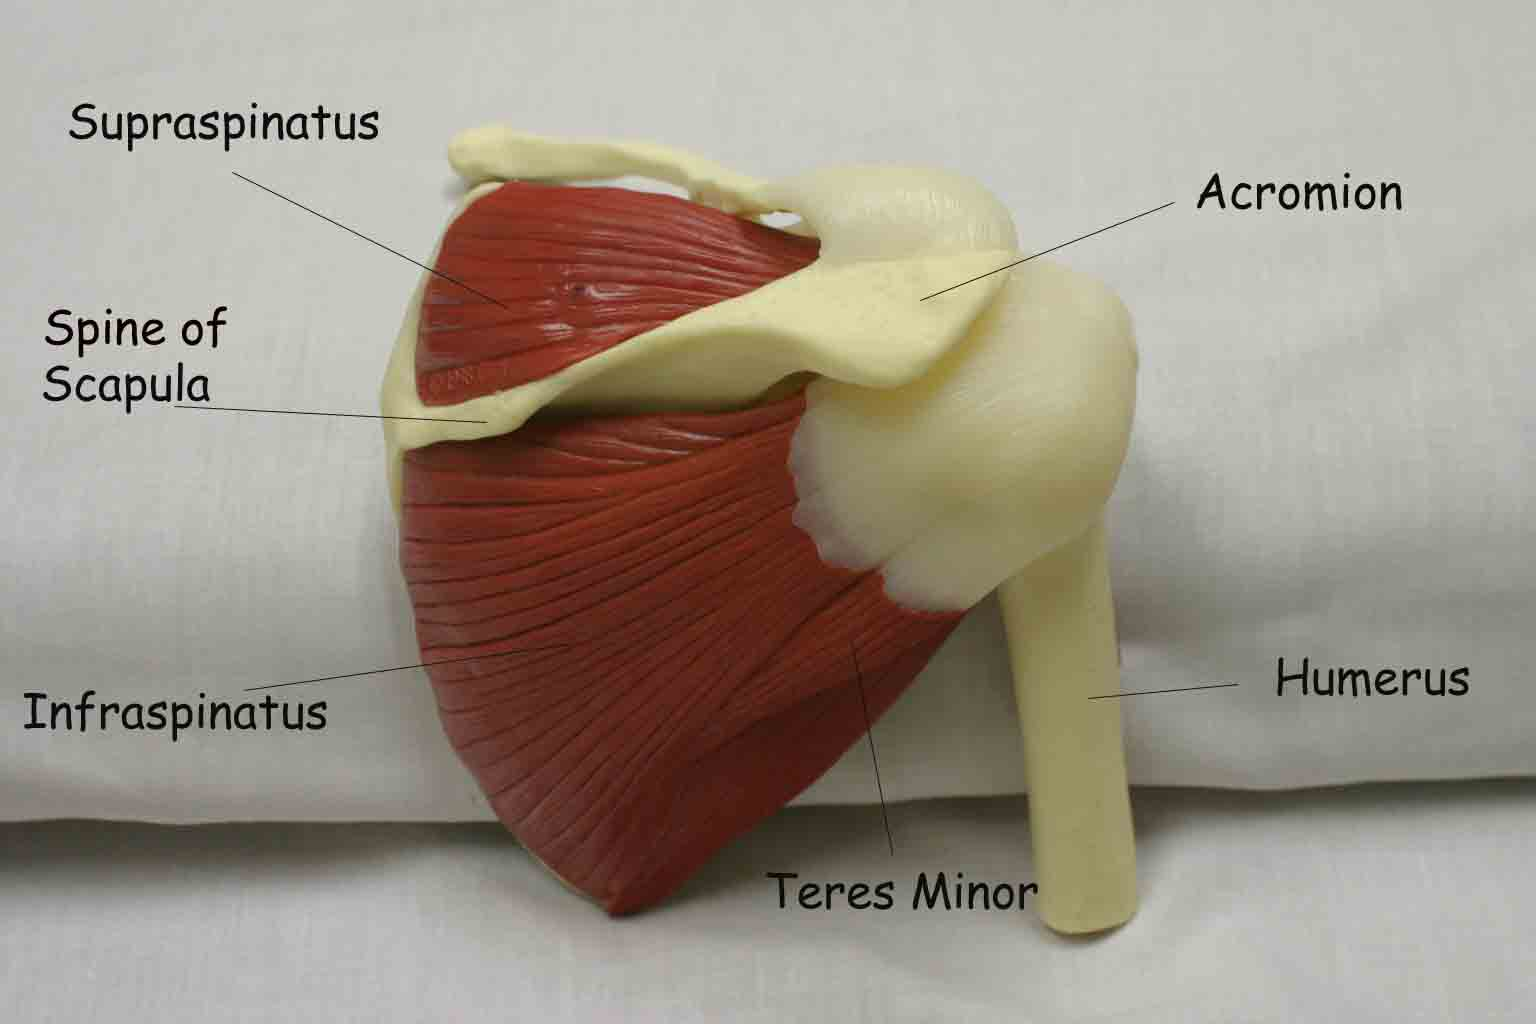 Supraspinatus
Acromion
Spine of
Scapula
Infraspinatus
Humerus
Teres Minor